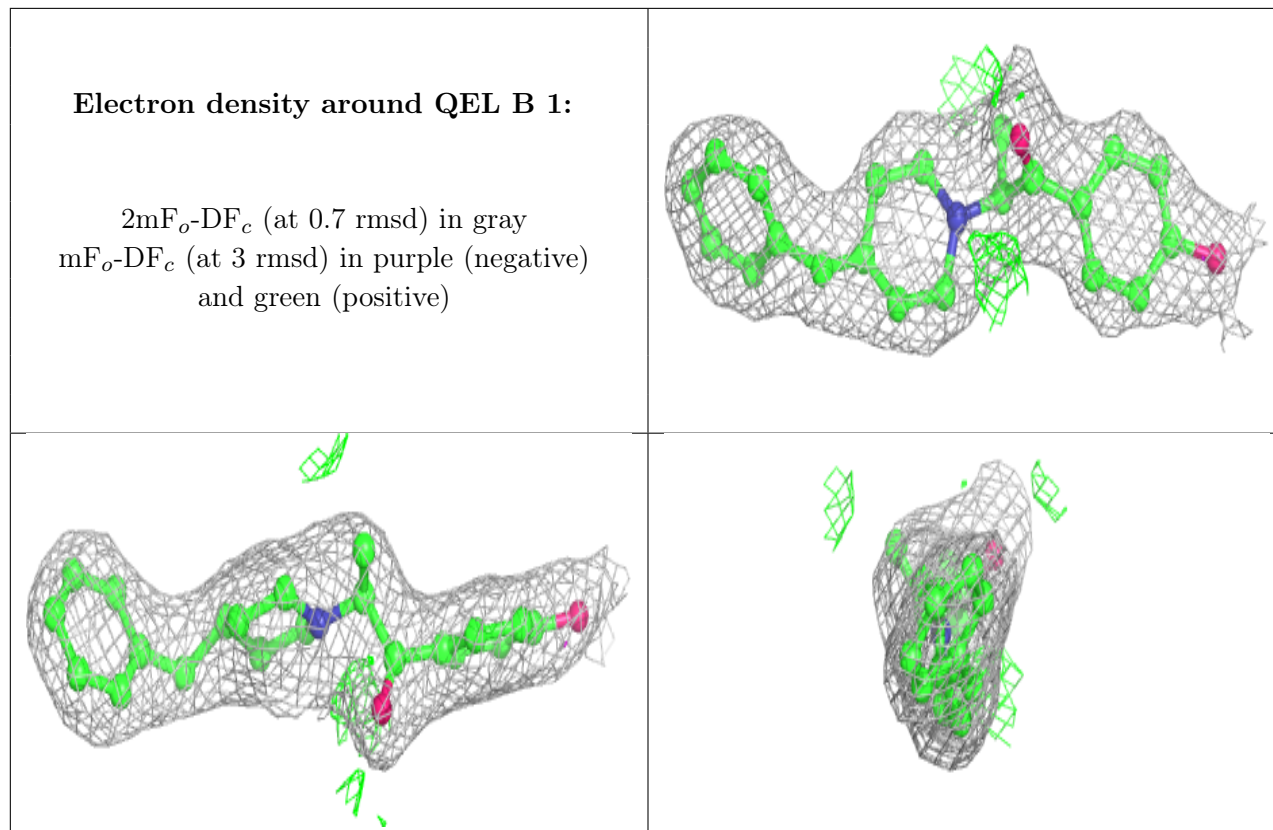 Electron density around QEL B 1:
2mFo-DFc (at 0.7 rmsd) in gray
mFo-DFc (at 3 rmsd) in purple (negative)
and green (positive)